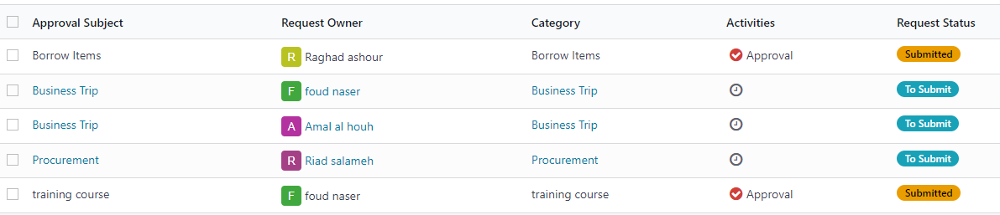 Approval Subject Request Owner Category Activities Request Status
Borrow Items R Raghad ashour Borrow Items Approval Submitted
Business Trip F foud naser Business Trip To Submit
Business Trip A Amal al houh Business Trip To Submit
Procurement R Riad salameh Procurement To Submit
training course F foud naser training course Approval Submitted